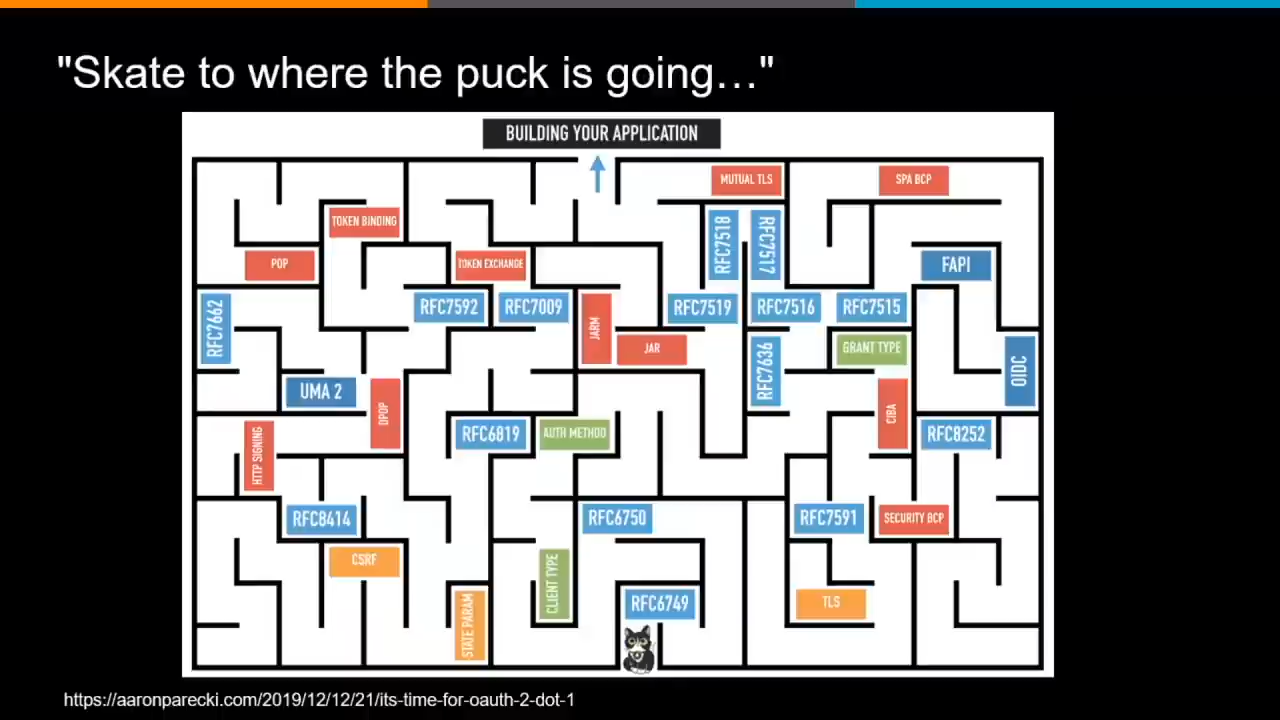 "Skate to where the puck is going…"
BUILDING YOUR APPLICATION
MUTUAL TLS
SPA BCP
TOKEN BINDING
RFC7518
RFC7517
POP
TOKEN EXCHANGE
FAPI
RFC7662
RFC7592
RFC7009
JARM
RFC7519
RFC7516
RFC7515
JAR
RFC7636
GRANT TYPE
OIDC
UMA 2
DPOP
CIBA
HTTP SIGNING
RFC6819
AUTH METHOD
RFC8252
RFC8414
RFC6750
RFC7591
SECURITY BCP
CSRF
CLIENT TYPE
STATE PARAM
RFC6749
TLS
https://aaronparecki.com/2019/12/12/21/its-time-for-oauth-2-dot-1